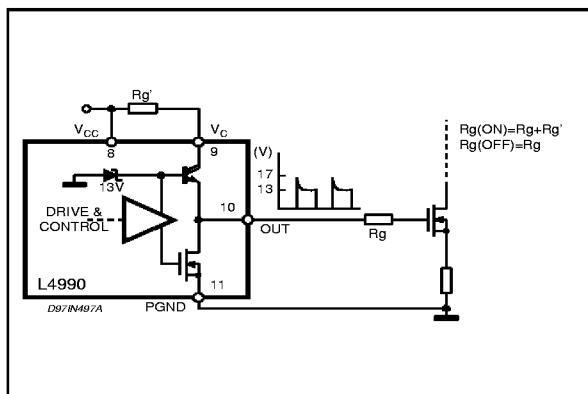 Rg'
VCC
8
VC
9
Rg(ON)=Rg+Rg'
Rg(OFF)=Rg
(V)
17
13
13V
DRIVE &
CONTROL
10
OUT
Rg
11
L4990
D97IN497A
PGND